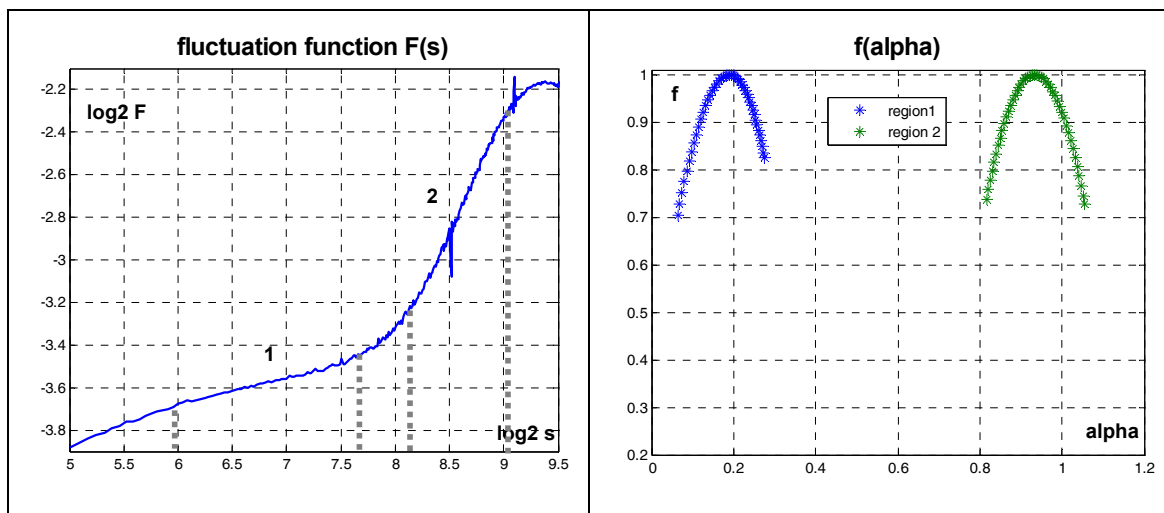 fluctuation function F(s)
log2 F
-2.2
-2.4
-2.6
-2.8
-3
-3.2
-3.4
-3.6
-3.8
2
1
log2 s
5 5.5 6 6.5 7 7.5 8 8.5 9 9.5
f(alpha)
f
region1
region 2
1
0.9
0.8
0.7
0.6
0.5
0.4
0.3
0.2
alpha
0 0.2 0.4 0.6 0.8 1 1.2